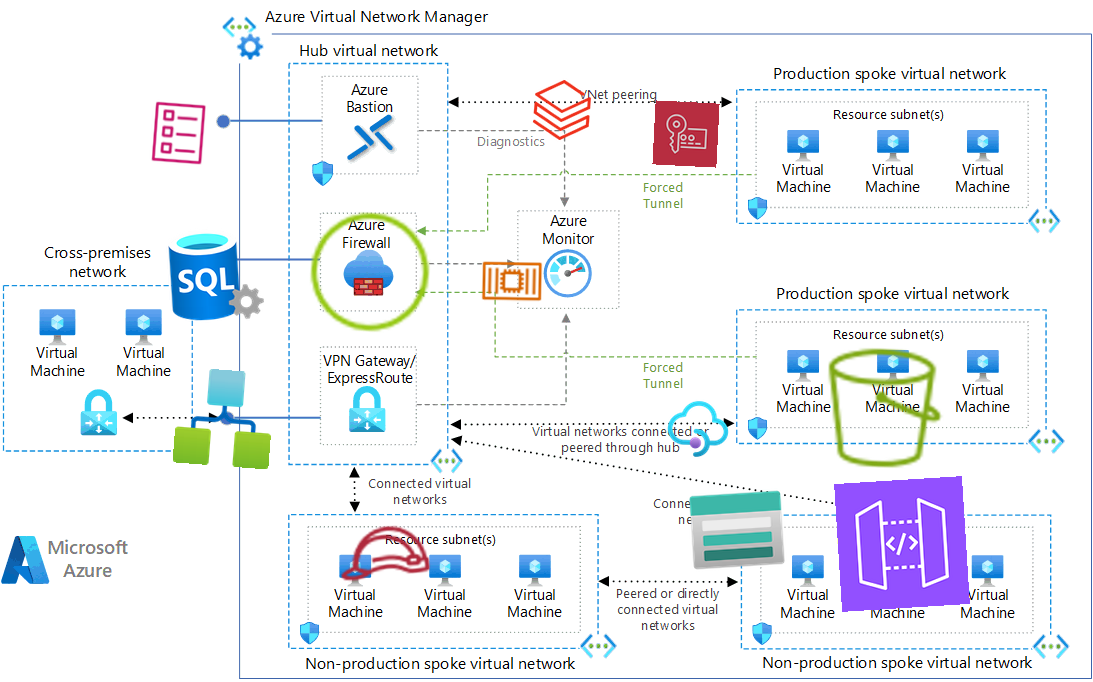 Azure Virtual Network Manager
Hub virtual network
Azure
Bastion
VNet peering
Diagnostics
Production spoke virtual network
Resource subnet(s)
Virtual
Machine
Virtual
Machine
Virtual
Machine
Forced
Tunnel
Azure
Firewall
Azure
Monitor
Cross-premises
network
SQL
Virtual
Machine
Virtual
Machine
VPN Gateway/
ExpressRoute
Production spoke virtual network
Resource subnet(s)
Virtual
Machine
Virtual
Machine
Virtual
Machine
Forced
Tunnel
Virtual networks connected or
peered through hub
Connected virtual
networks
Microsoft
Azure
Resource subnet(s)
Virtual
Machine
Virtual
Machine
Virtual
Machine
Non-production spoke virtual network
Peered or directly
connected virtual
networks
</>
Virtual
Machine
Machine
Virtual
Machine
Non-production spoke virtual network